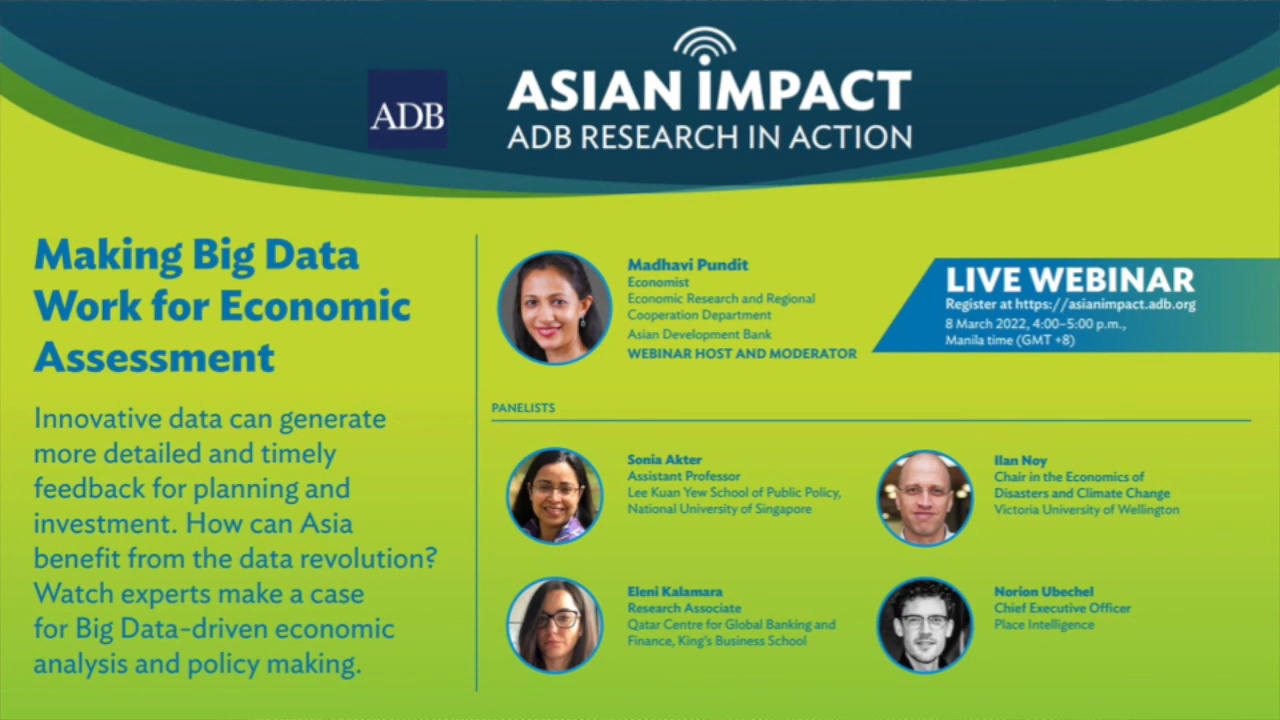 ADB
ASIAN IMPACT
ADB RESEARCH IN ACTION
Making Big Data
Work for Economic
Assessment
Innovative data can generate
more detailed and timely
feedback for planning and
investment. How can Asia
benefit from the data revolution?
Watch experts make a case
for Big Data-driven economic
analysis and policy making.
Madhavi Pundit
Economist
Economic Research and Regional
Cooperation Department
Asian Development Bank
WEBINAR HOST AND MODERATOR
LIVE WEBINAR
Register at https://asianimpact.adb.org
8 March 2022, 4:00–5:00 p.m.,
Manila time (GMT +8)
PANELISTS
Sonia Akter
Assistant Professor
Lee Kuan Yew School of Public Policy,
National University of Singapore
Ilan Noy
Chair in the Economics of
Disasters and Climate Change
Victoria University of Wellington
Eleni Kalamara
Research Associate
Qatar Centre for Global Banking and
Finance, King's Business School
Norion Ubechel
Chief Executive Officer
Place Intelligence